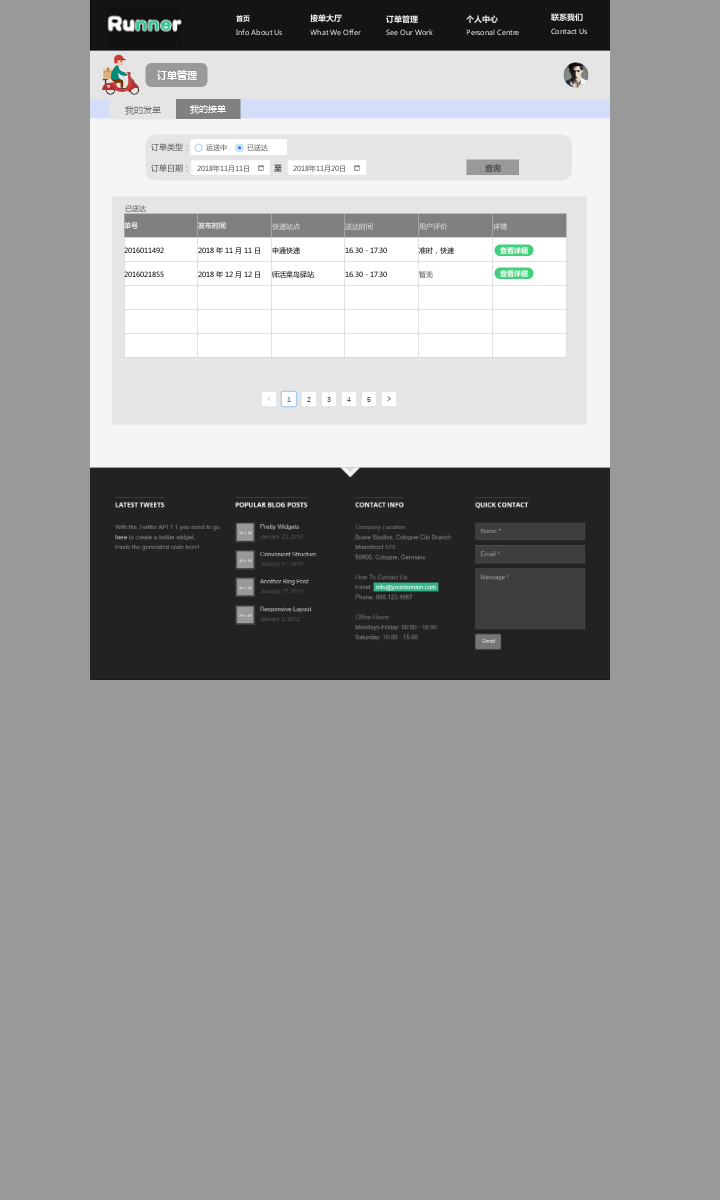 Runner
首页 接单大厅 订单管理 个人中心 联系我们
Info About Us What We Offer See Our Work Personal Centre Contact Us
订单管理
我的发单 我的接单
订单类型： 运送中 已送达
订单日期： 2018年11月11日 至 2018年11月20日 查询
已送达
单号 发布时间 快递站点 送达时间 用户评价 详情
2016011492 2018 年 11 月 11 日 申通快递 16.30 - 17.30 准时，快速 查看详细
2016021855 2018 年 12 月 12 日 师活菜鸟驿站 16.30 - 17.30 暂无 查看详细
< 1 2 3 4 5 >
LATEST TWEETS
With the Twitter API 1.1 you need to go
here to create a twitter widget.
Paste the generated code here!
POPULAR BLOG POSTS
Pretty Widgets
January 23, 2012
Convenient Structure
January 21, 2012
Another Blog Post
January 17, 2012
Responsive Layout
January 3, 2012
CONTACT INFO
Company Location
Brave Studios, Cologne City Branch
Mainstreet 123
50600, Cologne, Germany
How To Contact Us
Email: info@yourdomain.com
Phone: 000.123.4567
Office Hours
Mondays-Friday: 00:00 - 18:00
Saturday: 10:00 - 15:00
QUICK CONTACT
Name *
Email *
Message *
Send